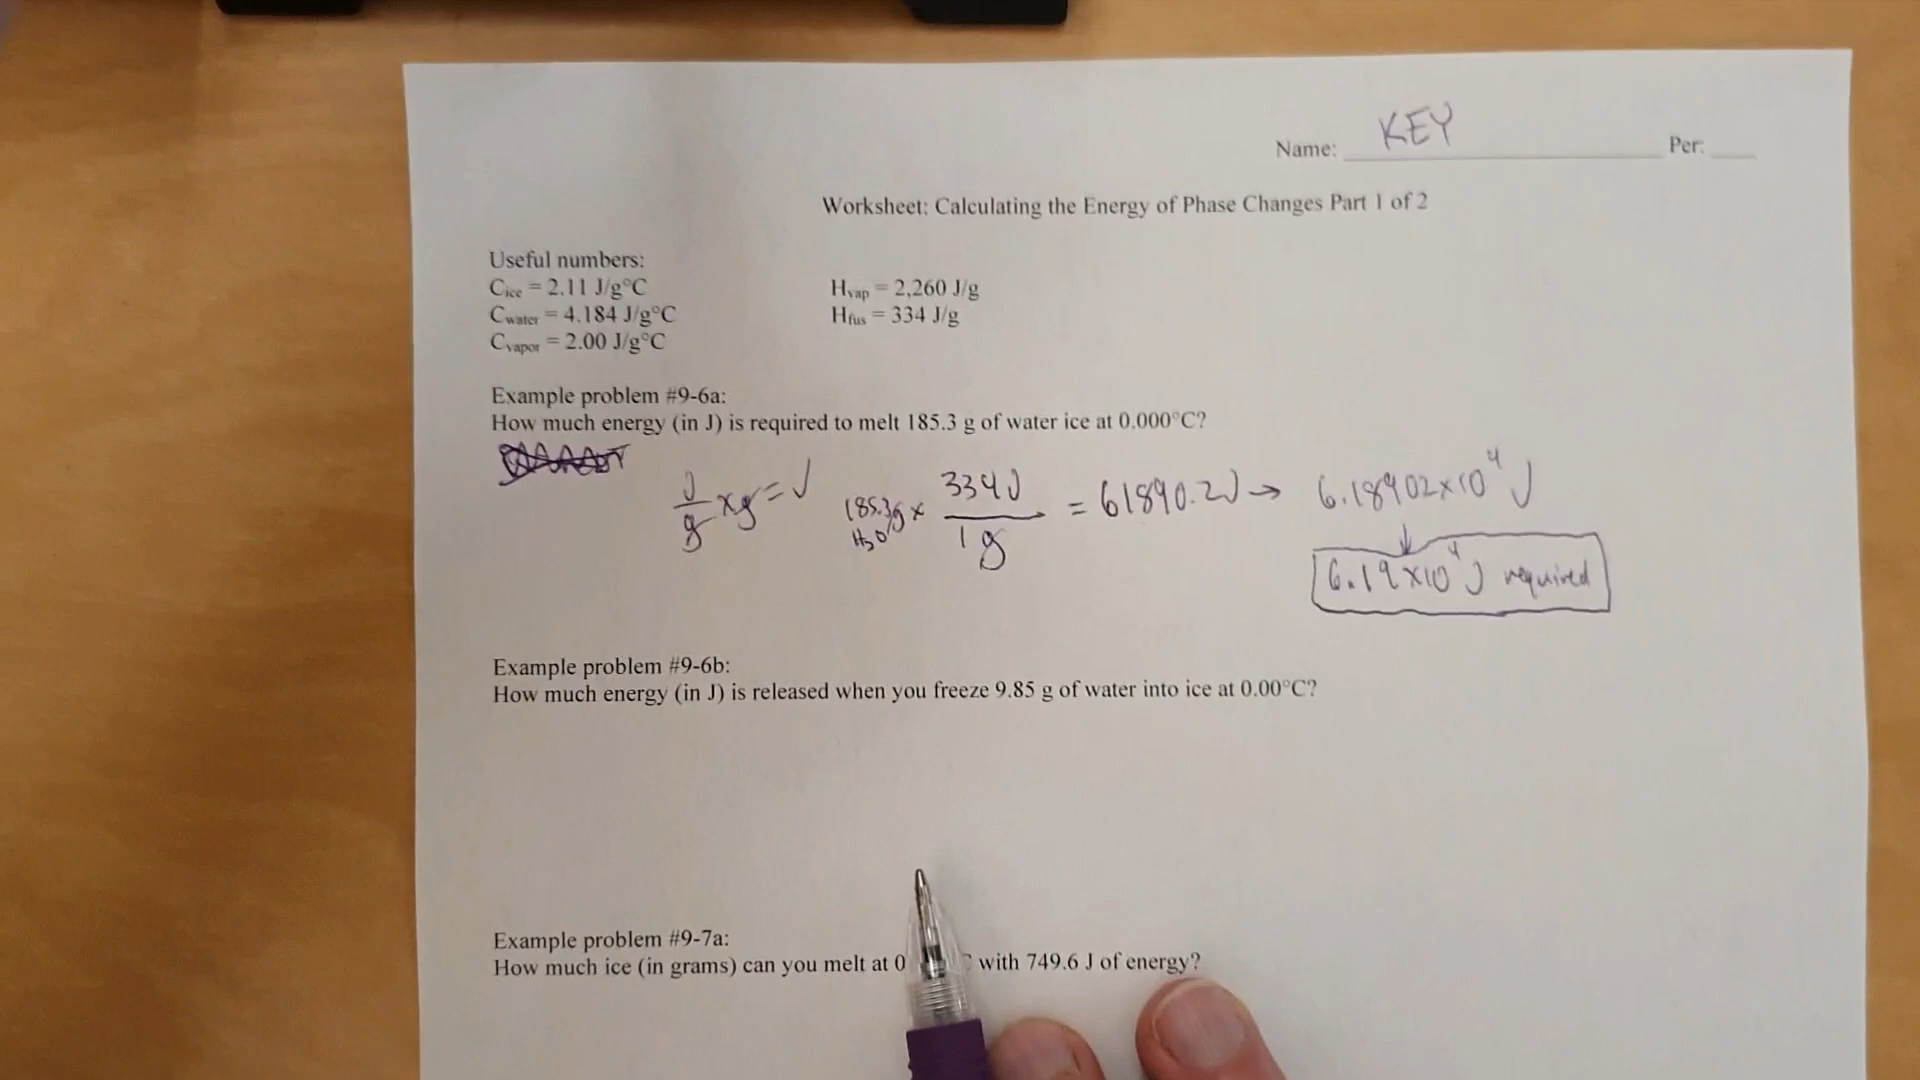 Name: KEY Per:
Worksheet: Calculating the Energy of Phase Changes Part 1 of 2
Useful numbers:
Cice = 2.11 J/g°C
Cwater = 4.184 J/g°C
Cvapor = 2.00 J/g°C
Hvap = 2,260 J/g
Hfus = 334 J/g
Example problem #9-6a:
How much energy (in J) is required to melt 185.3 g of water ice at 0.000°C?
J/g x g = J 185.3g H2O x 334J/1g = 61890.2J → 6.18902x10⁴ J
↓
6.19x10⁴ J required
Example problem #9-6b:
How much energy (in J) is released when you freeze 9.85 g of water into ice at 0.00°C?
Example problem #9-7a:
How much ice (in grams) can you melt at 0 with 749.6 J of energy?